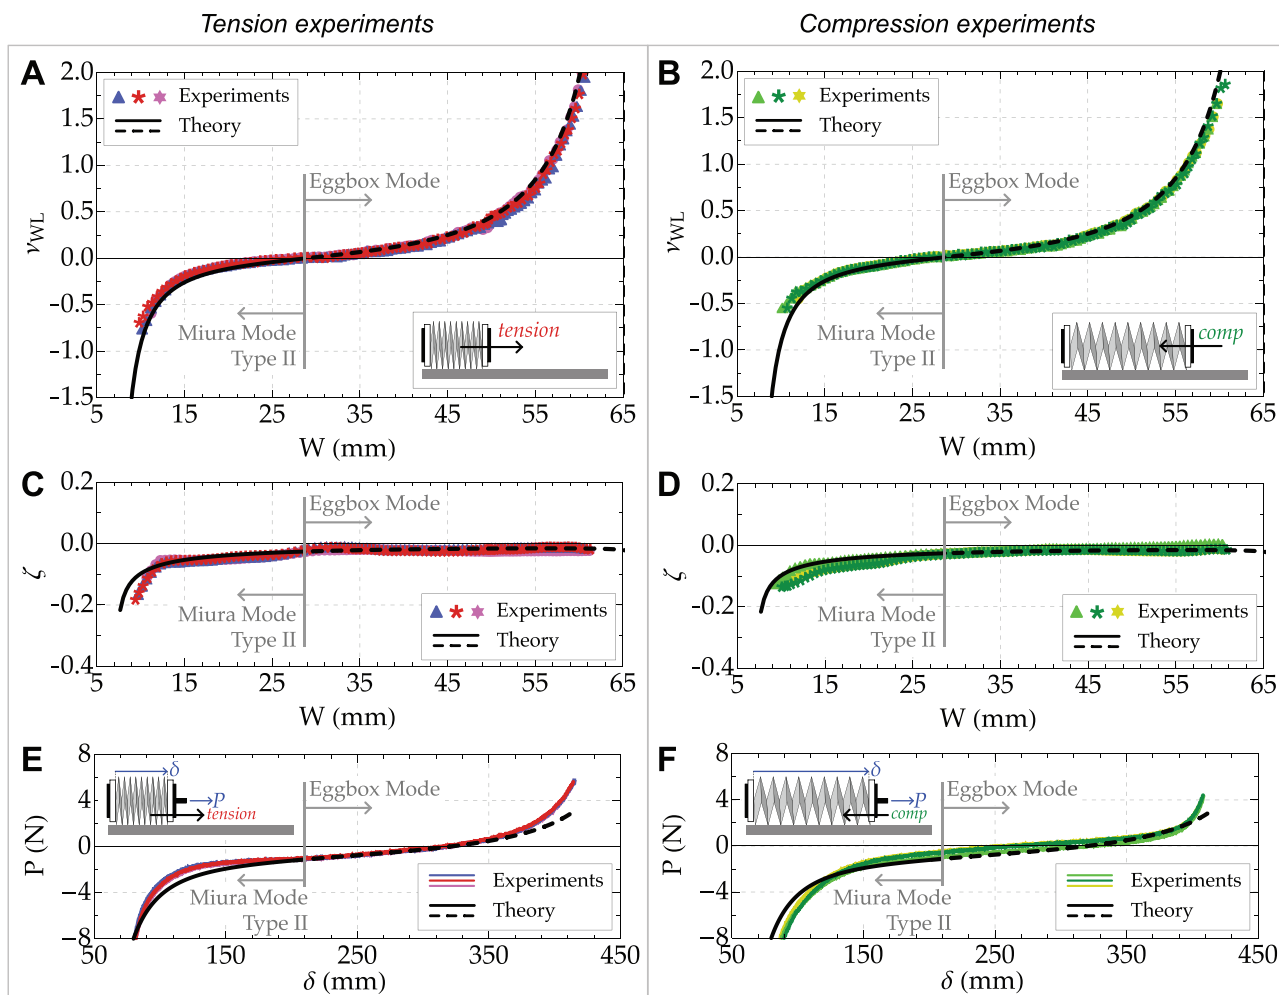 Tension experiments
Compression experiments
A
2.0
1.5
1.0
0.5
0.0
-0.5
-1.0
-1.5
νWL
Experiments
Theory
Eggbox Mode
Miura Mode
Type II
tension
5 15 25 35 45 55 65
W (mm)
B
2.0
1.5
1.0
0.5
0.0
-0.5
-1.0
-1.5
νWL
Experiments
Theory
Eggbox Mode
Miura Mode
Type II
comp
5 15 25 35 45 55 65
W (mm)
C
0.2
0.0
-0.2
-0.4
ζ
Eggbox Mode
Miura Mode
Type II
Experiments
Theory
5 15 25 35 45 55 65
W (mm)
D
0.2
0.0
-0.2
-0.4
ζ
Eggbox Mode
Miura Mode
Type II
Experiments
Theory
5 15 25 35 45 55 65
W (mm)
E
8
4
0
-4
-8
P (N)
δ
P
tension
Eggbox Mode
Miura Mode
Type II
Experiments
Theory
50 150 250 350 450
δ (mm)
F
8
4
0
-4
-8
P (N)
δ
P
comp
Eggbox Mode
Miura Mode
Type II
Experiments
Theory
50 150 250 350 450
δ (mm)